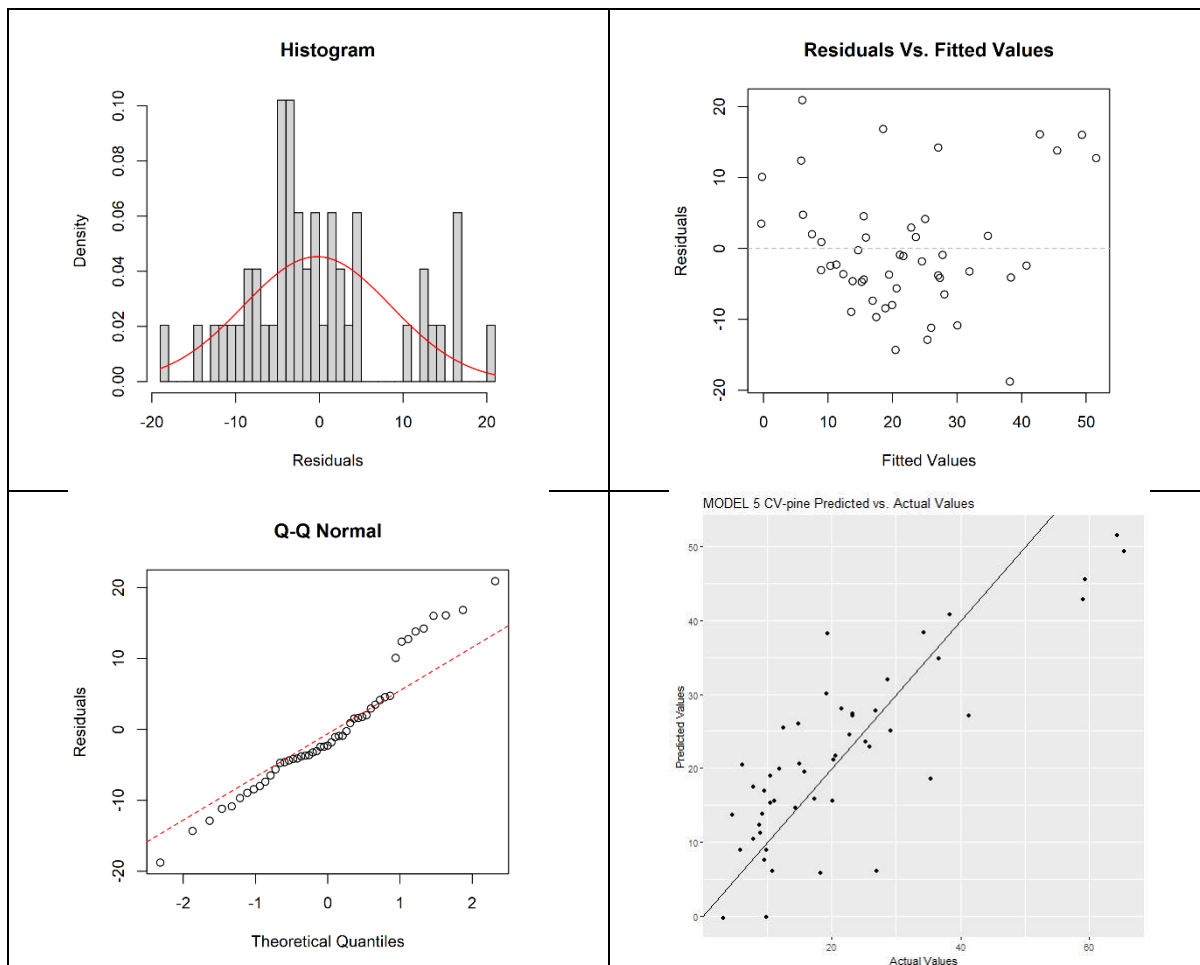 Histogram
Density
0.00 0.02 0.04 0.06 0.08 0.10
-20 -10 0 10 20
Residuals
Residuals Vs. Fitted Values
Residuals
-20 -10 0 10 20
0 10 20 30 40 50
Fitted Values
Q-Q Normal
Residuals
-20 -10 0 10 20
-2 -1 0 1 2
Theoretical Quantiles
MODEL 5 CV-pine Predicted vs. Actual Values
Predicted Values
0 10 20 30 40 50
20 40 60
Actual Values